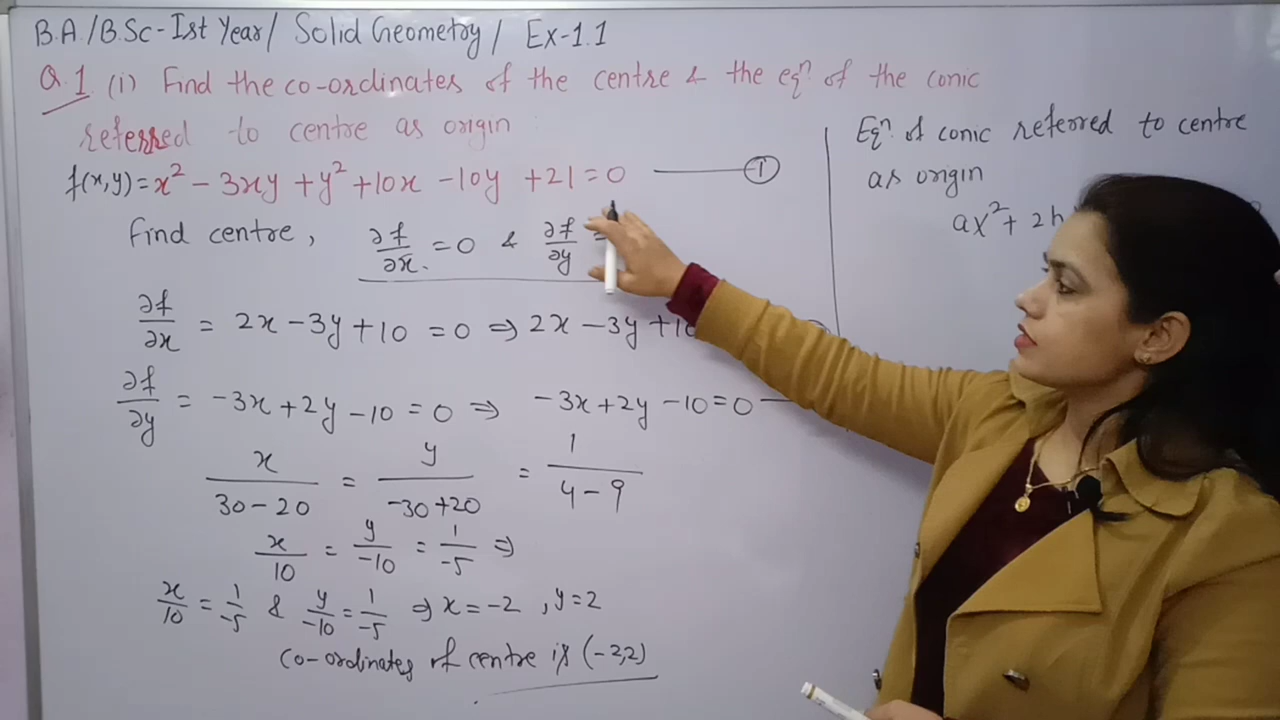 B.A./B.Sc-Ist Year/ Solid Geometry/ Ex-1.1
Q.1 (i) Find the co-ordinates of the centre & the eqⁿ. of the conic
referred to centre as origin
f(x,y) = x² - 3xy + y² + 10x - 10y + 21 = 0 —— ①
Find centre, ∂f/∂x = 0 & ∂f/∂y =
∂f/∂x = 2x - 3y + 10 = 0 ⇒ 2x - 3y + 10
∂f/∂y = -3x + 2y - 10 = 0 ⇒ -3x + 2y - 10 = 0 —
x/(30-20) = y/(-30+20) = 1/(4-9)
x/10 = y/-10 = 1/-5 ⇒
x/10 = 1/-5 & y/-10 = 1/-5 ⇒ x = -2, y = 2
Co-ordinates of centre is (-2,2)
Eqⁿ. of conic referred to centre
as origin
ax² + 2h